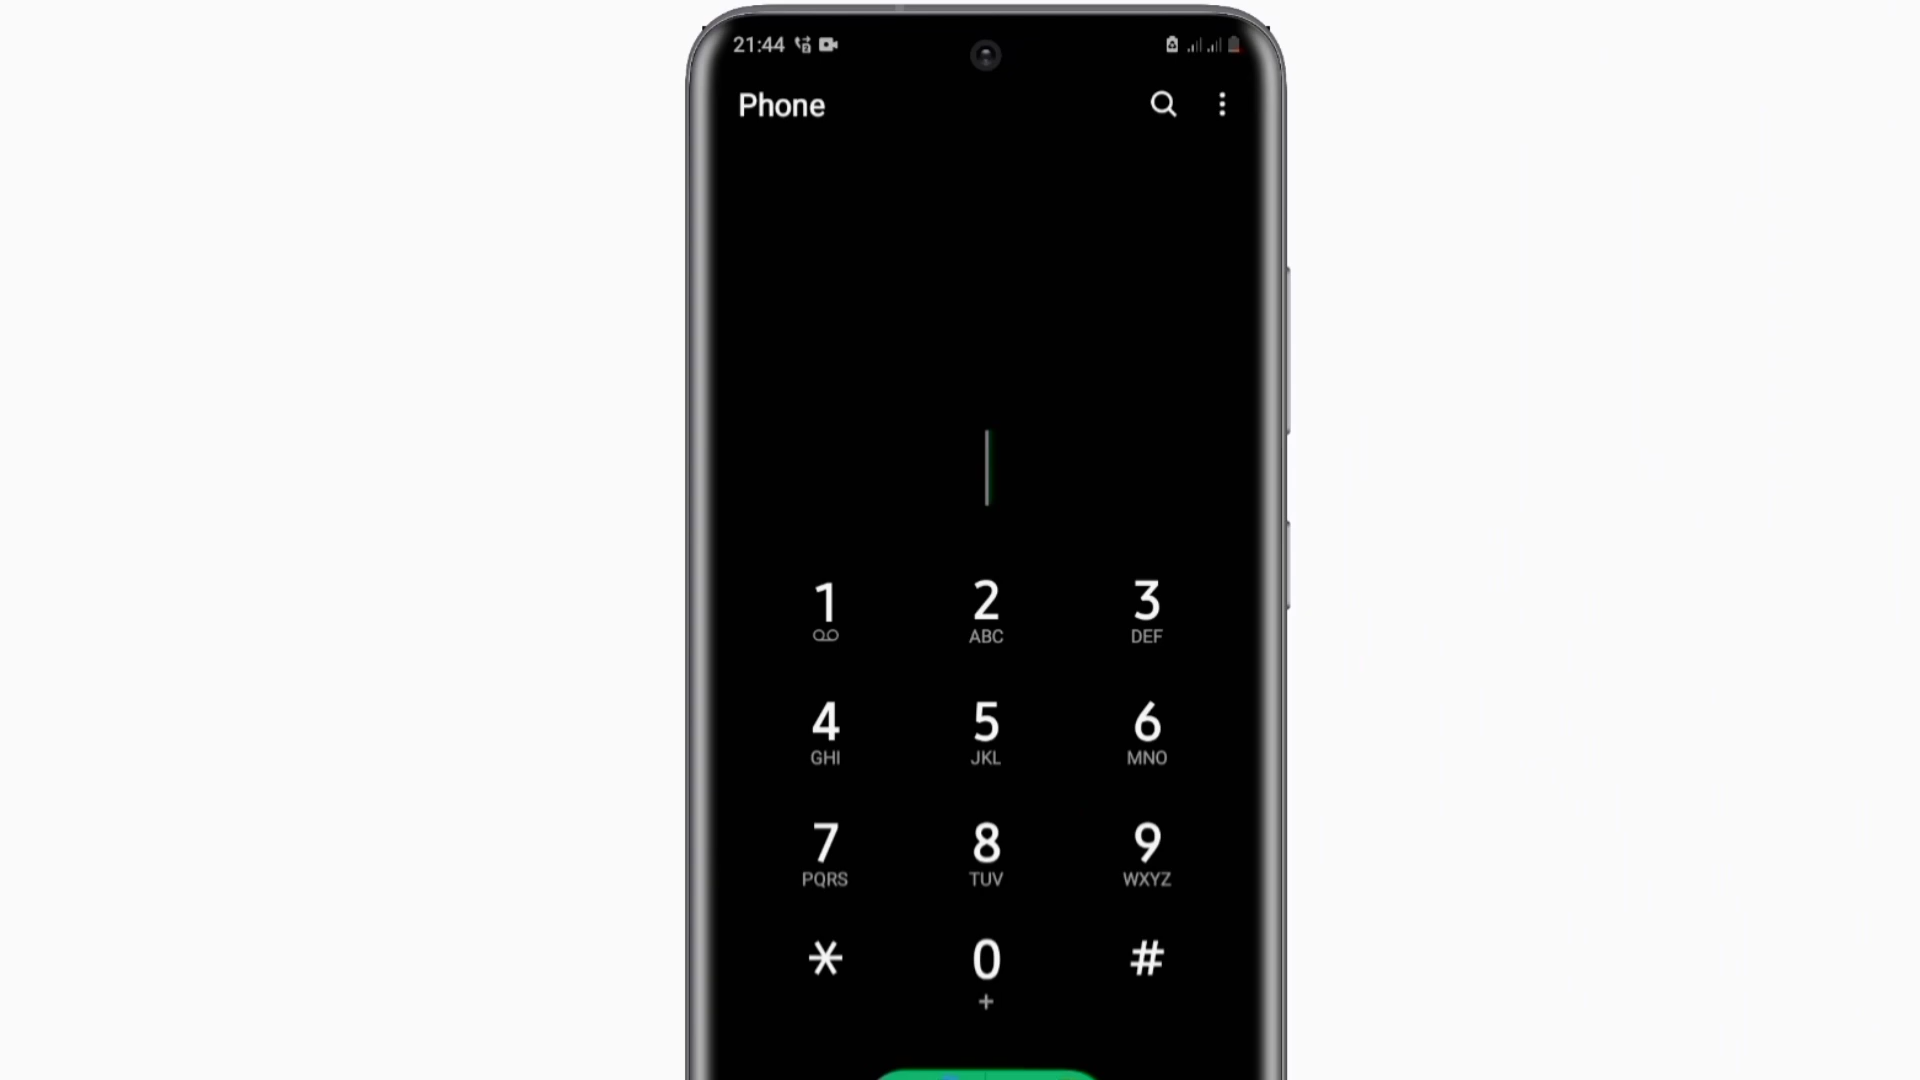 21:44
Phone
1 2 3
ABC DEF
4 5 6
GHI JKL MNO
7 8 9
PQRS TUV WXYZ
* 0 #
+